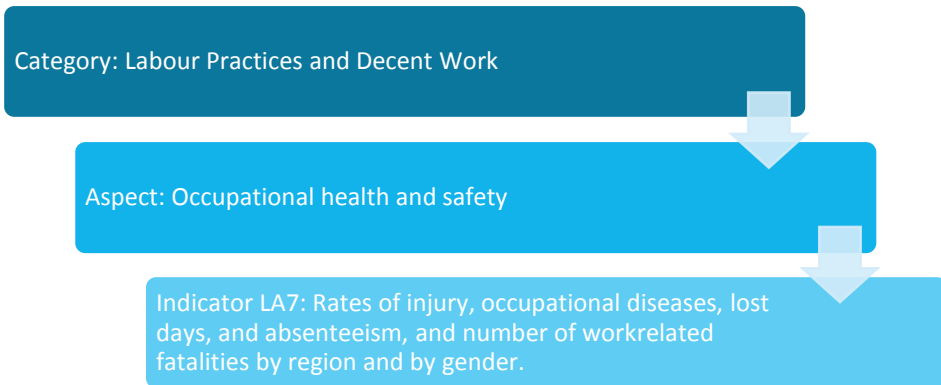 Category: Labour Practices and Decent Work
Aspect: Occupational health and safety
Indicator LA7: Rates of injury, occupational diseases, lost
days, and absenteeism, and number of workrelated
fatalities by region and by gender.